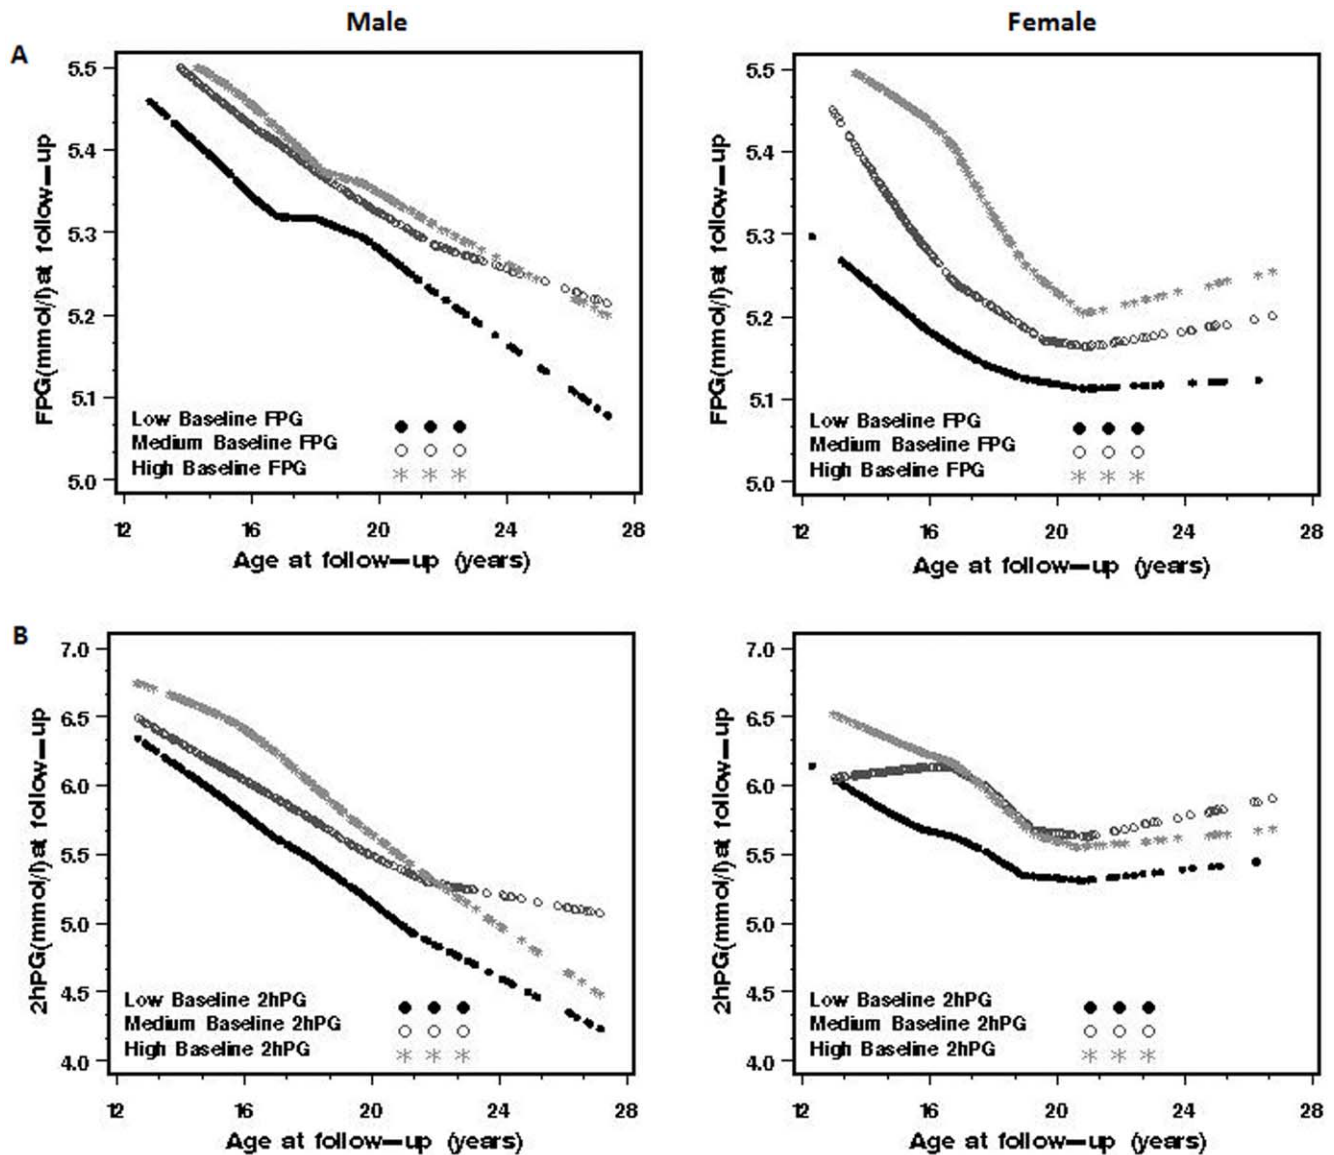 Male
Female
A
5.5
5.4
5.3
5.2
5.1
5.0
FPG(mmol/l)at follow—up
Low Baseline FPG
Medium Baseline FPG
High Baseline FPG
12 16 20 24 28
Age at follow—up (years)
5.5
5.4
5.3
5.2
5.1
5.0
FPG(mmol/l)at follow—up
Low Baseline FPG
Medium Baseline FPG
High Baseline FPG
12 16 20 24 28
Age at follow—up (years)
B
7.0
6.5
6.0
5.5
5.0
4.5
4.0
2hPG(mmol/l)at follow—up
Low Baseline 2hPG
Medium Baseline 2hPG
High Baseline 2hPG
12 16 20 24 28
Age at follow—up (years)
7.0
6.5
6.0
5.5
5.0
4.5
4.0
2hPG(mmol/l)at follow—up
Low Baseline 2hPG
Medium Baseline 2hPG
High Baseline 2hPG
12 16 20 24 28
Age at follow—up (years)